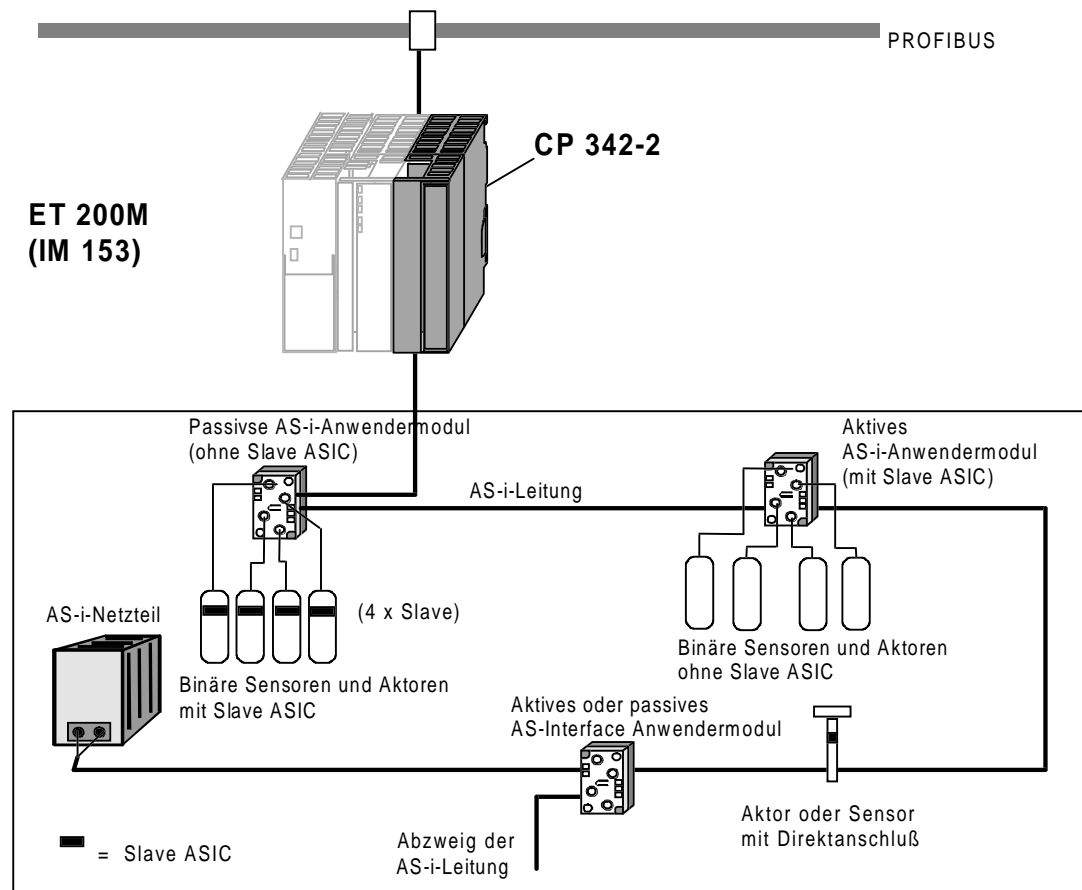 PROFIBUS
CP 342-2
ET 200M
(IM 153)
Passivse AS-i-Anwendermodul
(ohne Slave ASIC)
Aktives
AS-i-Anwendermodul
(mit Slave ASIC)
AS-i-Leitung
(4 x Slave)
AS-i-Netzteil
Binäre Sensoren und Aktoren
ohne Slave ASIC
Binäre Sensoren und Aktoren
mit Slave ASIC
Aktives oder passives
AS-Interface Anwendermodul
Aktor oder Sensor
mit Direktanschluß
Abzweig der
AS-i-Leitung
= Slave ASIC